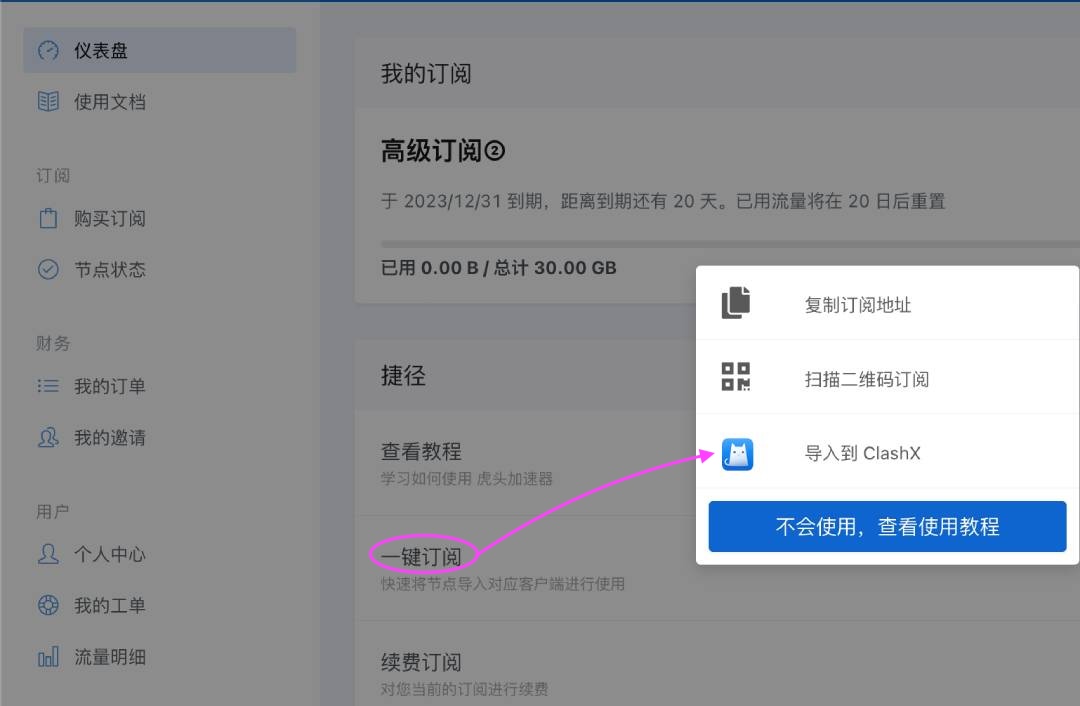 仪表盘
使用文档
订阅
购买订阅
节点状态
财务
我的订单
我的邀请
用户
个人中心
我的工单
流量明细
我的订阅
高级订阅②
于 2023/12/31 到期，距离到期还有 20 天。已用流量将在 20 日后重置
已用 0.00 B / 总计 30.00 GB
捷径
查看教程
学习如何使用 虎头加速器
一键订阅
快速将节点导入对应客户端进行使用
续费订阅
对您当前的订阅进行续费
复制订阅地址
扫描二维码订阅
导入到 ClashX
不会使用，查看使用教程